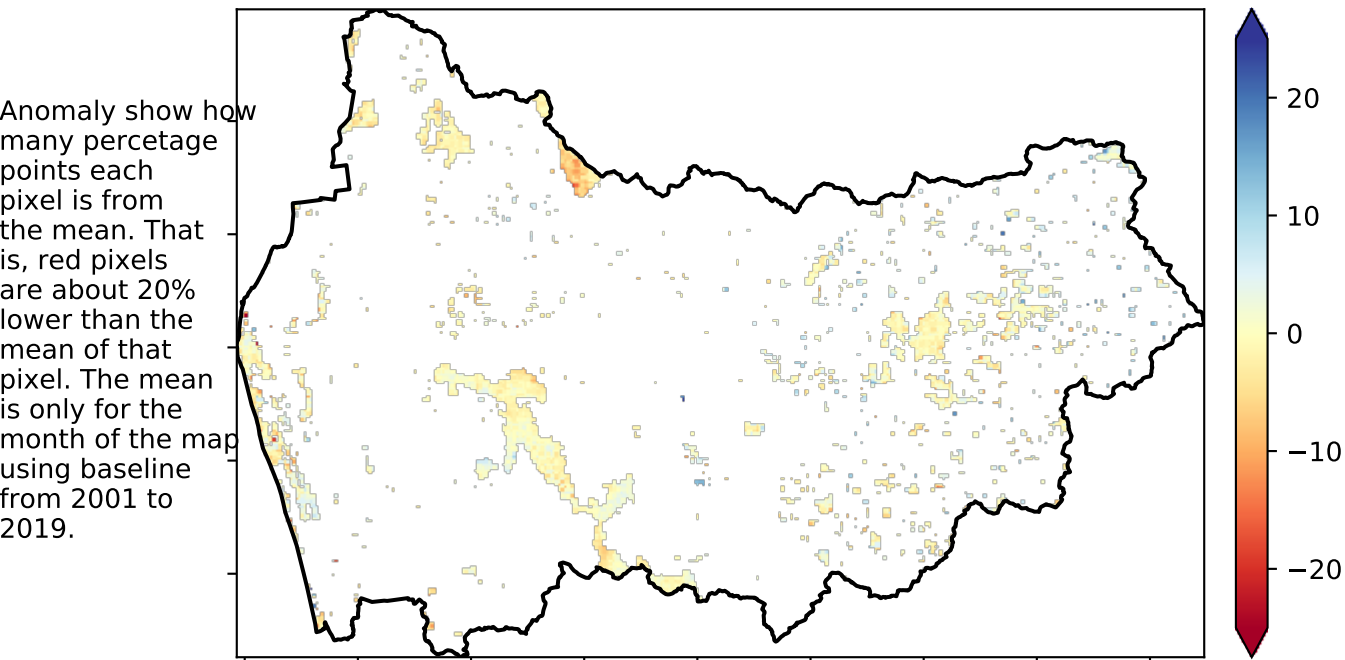 Anomaly show how
many percetage
points each
pixel is from
the mean. That
is, red pixels
are about 20%
lower than the
mean of that
pixel. The mean
is only for the
month of the map
using baseline
from 2001 to
2019.
20
10
0
−10
−20